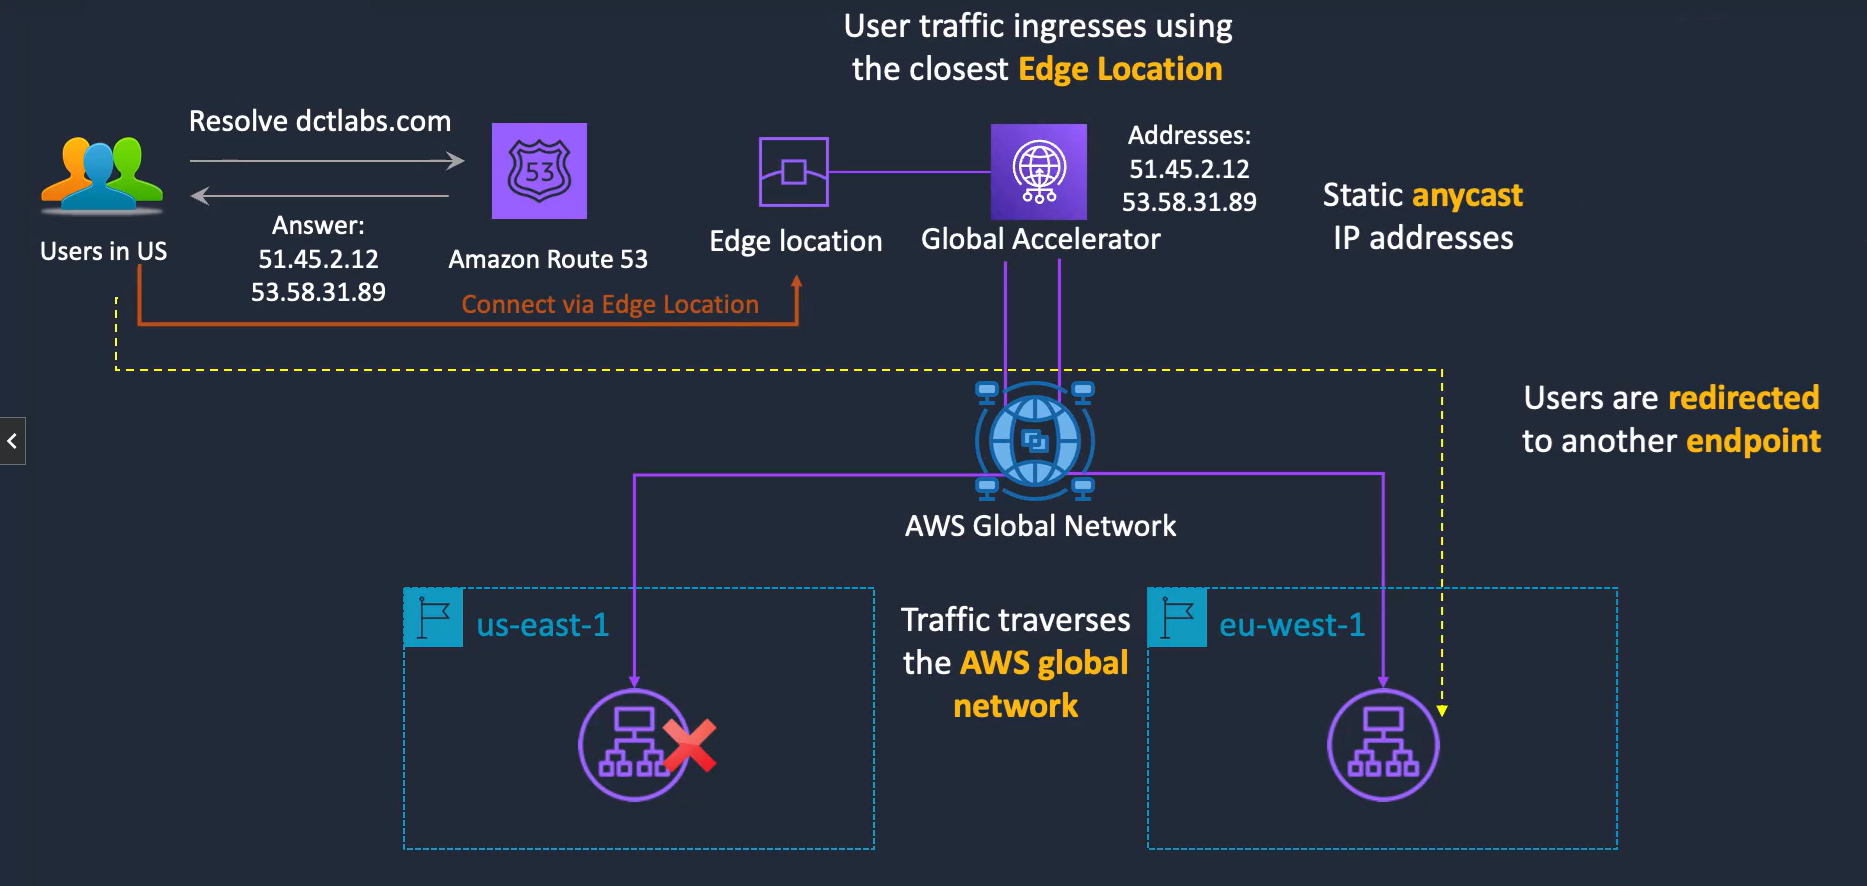 User traffic ingresses using
the closest Edge Location
Resolve dctlabs.com
53
Addresses:
51.45.2.12
53.58.31.89
Static anycast
IP addresses
Users in US
Answer:
51.45.2.12
53.58.31.89
Amazon Route 53
Edge location
Global Accelerator
Connect via Edge Location
Users are redirected
to another endpoint
AWS Global Network
us-east-1
Traffic traverses
the AWS global
network
eu-west-1